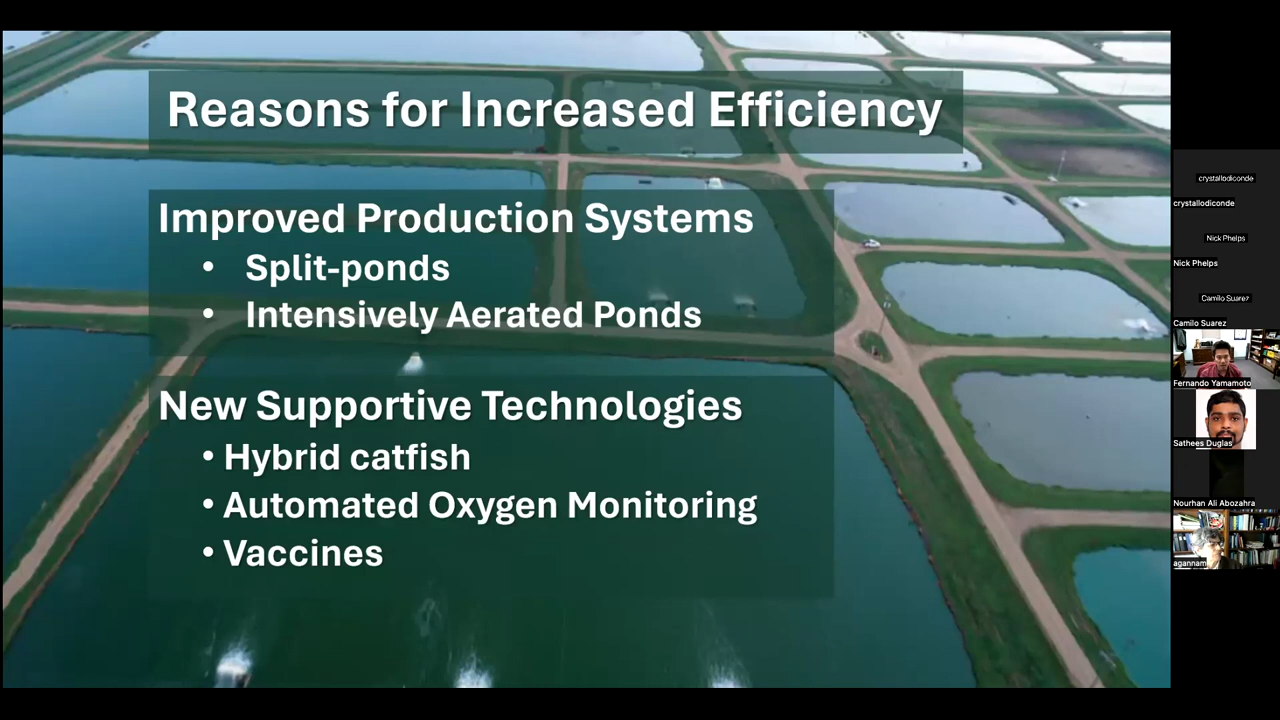 Reasons for Increased Efficiency
Improved Production Systems
• Split-ponds
• Intensively Aerated Ponds
New Supportive Technologies
• Hybrid catfish
• Automated Oxygen Monitoring
• Vaccines
crystallodiconde
crystallodiconde
Nick Phelps
Nick Phelps
Camilo Suarez
Camilo Suarez
Fernando Yamamoto
Sathees Duglas
Nourhan Ali Abozahra
agannam